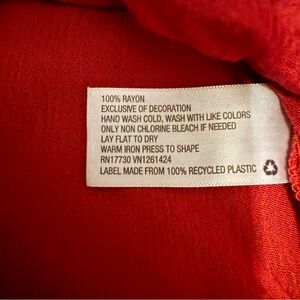 100% RAYON
EXCLUSIVE OF DECORATION
HAND WASH COLD, WASH WITH LIKE COLORS
ONLY NON CHLORINE BLEACH IF NEEDED
LAY FLAT TO DRY
WARM IRON PRESS TO SHAPE
RN17730 VN1261424
LABEL MADE FROM 100% RECYCLED PLASTIC